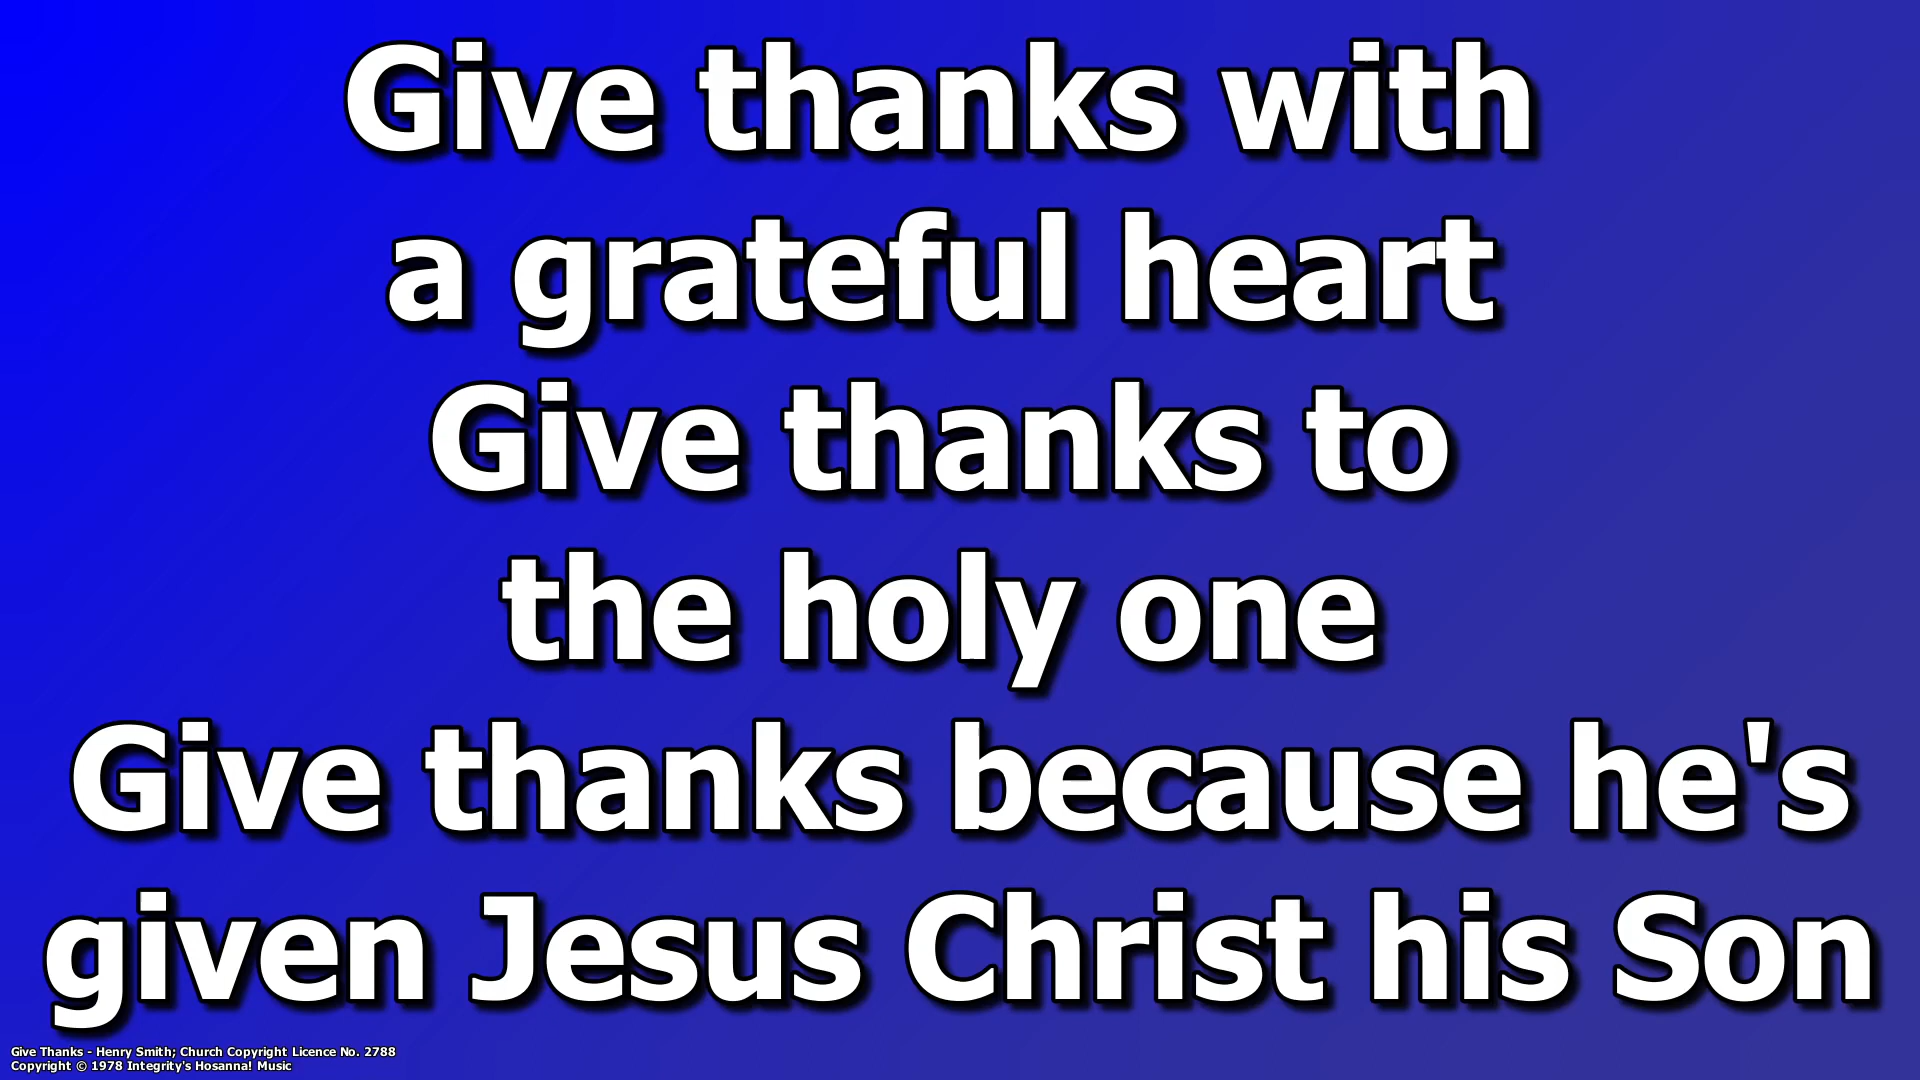 Give thanks with
a grateful heart
Give thanks to
the holy one
Give thanks because he's
given Jesus Christ his Son
Give Thanks - Henry Smith; Church Copyright Licence No. 2788
Copyright © 1978 Integrity's Hosanna! Music